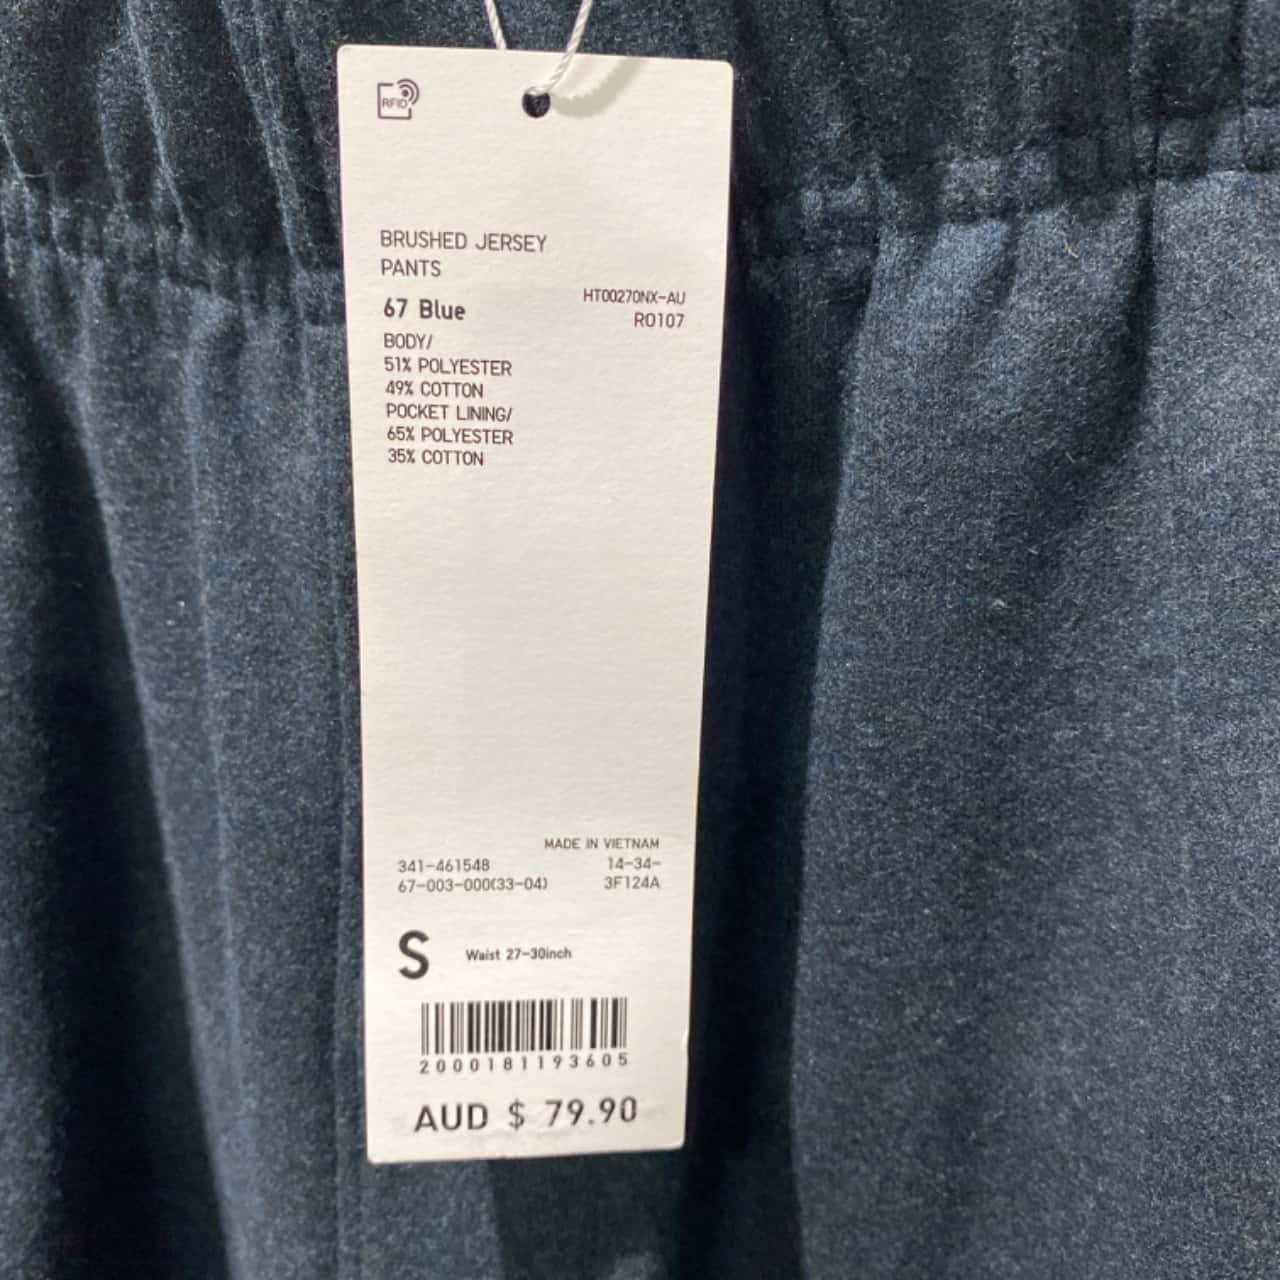 RFID
BRUSHED JERSEY
PANTS
67 Blue
HT00270NX-AU
RO107
BODY/
51% POLYESTER
49% COTTON
POCKET LINING/
65% POLYESTER
35% COTTON
MADE IN VIETNAM
341-461548
14-34-
67-003-000(33-04)
3F124A
S
Waist 27-30inch
2000181193605
AUD $ 79.90